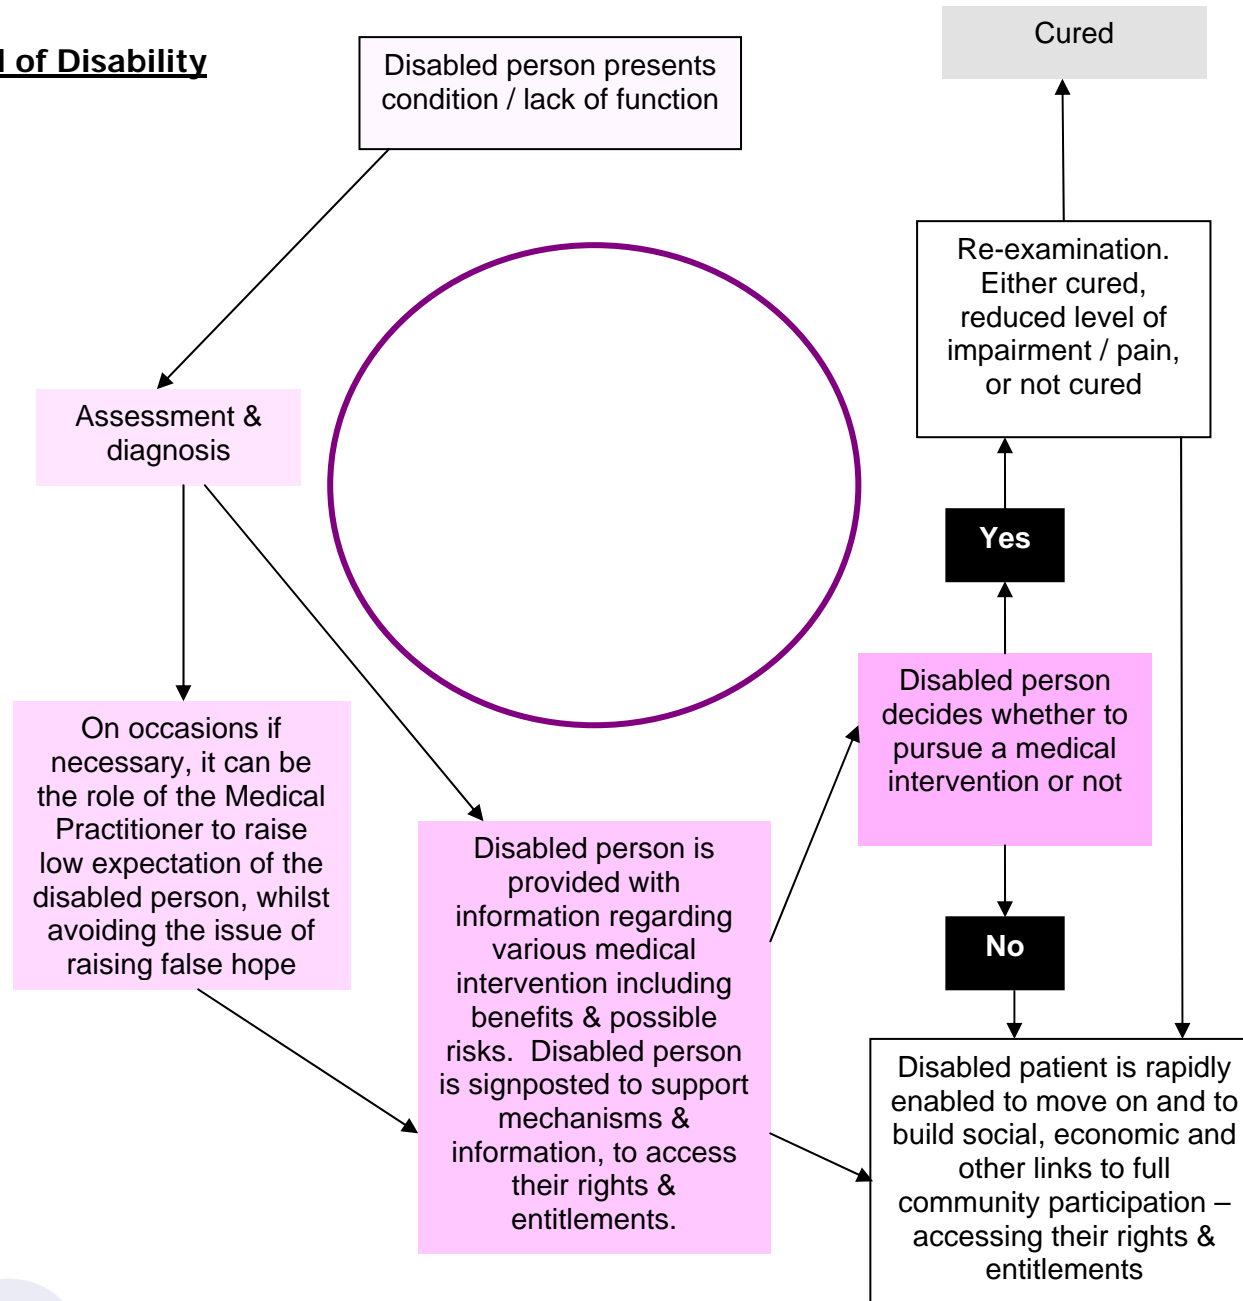 of Disability
Disabled person presents
condition / lack of function
Cured
Re-examination.
Either cured,
reduced level of
impairment / pain,
or not cured
Assessment &
diagnosis
Yes
Disabled person
decides whether to
pursue a medical
intervention or not
On occasions if
necessary, it can be
the role of the Medical
Practitioner to raise
low expectation of the
disabled person, whilst
avoiding the issue of
raising false hope
Disabled person is
provided with
information regarding
various medical
intervention including
benefits & possible
risks.  Disabled person
is signposted to support
mechanisms &
information, to access
their rights &
entitlements.
No
Disabled patient is rapidly
enabled to move on and to
build social, economic and
other links to full
community participation –
accessing their rights &
entitlements